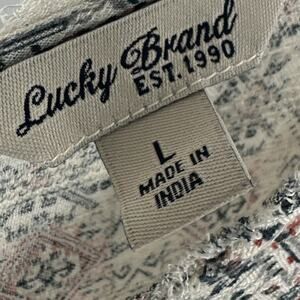 Lucky Brand
EST. 1990
L
MADE IN
INDIA